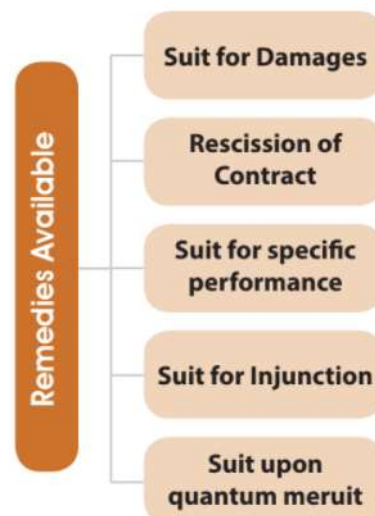 Remedies Available
Suit for Damages
Rescission of
Contract
Suit for specific
performance
Suit for Injunction
Suit upon
quantum meruit